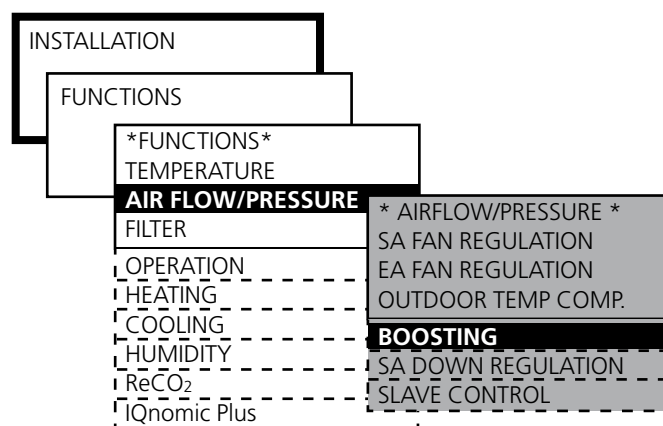 INSTALLATION
FUNCTIONS
*FUNCTIONS*
TEMPERATURE
AIR FLOW/PRESSURE
FILTER
OPERATION
HEATING
COOLING
HUMIDITY
ReCO₂
IQnomic Plus
* AIRFLOW/PRESSURE *
SA FAN REGULATION
EA FAN REGULATION
OUTDOOR TEMP COMP.
BOOSTING
SA DOWN REGULATION
SLAVE CONTROL